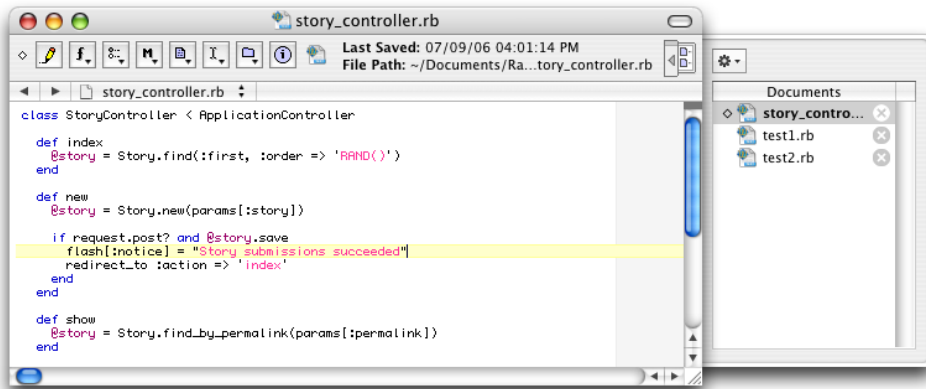 story_controller.rb
Last Saved: 07/09/06 04:01:14 PM
File Path: ~/Documents/Ra...tory_controller.rb
story_controller.rb
class StoryController < ApplicationController
def index
@story = Story.find(:first, :order => 'RAND()')
end
def new
@story = Story.new(params[:story])
if request.post? and @story.save
flash[:notice] = "Story submissions succeeded"
redirect_to :action => 'index'
end
end
def show
@story = Story.find_by_permalink(params[:permalink])
end
Documents
story_contro...
test1.rb
test2.rb